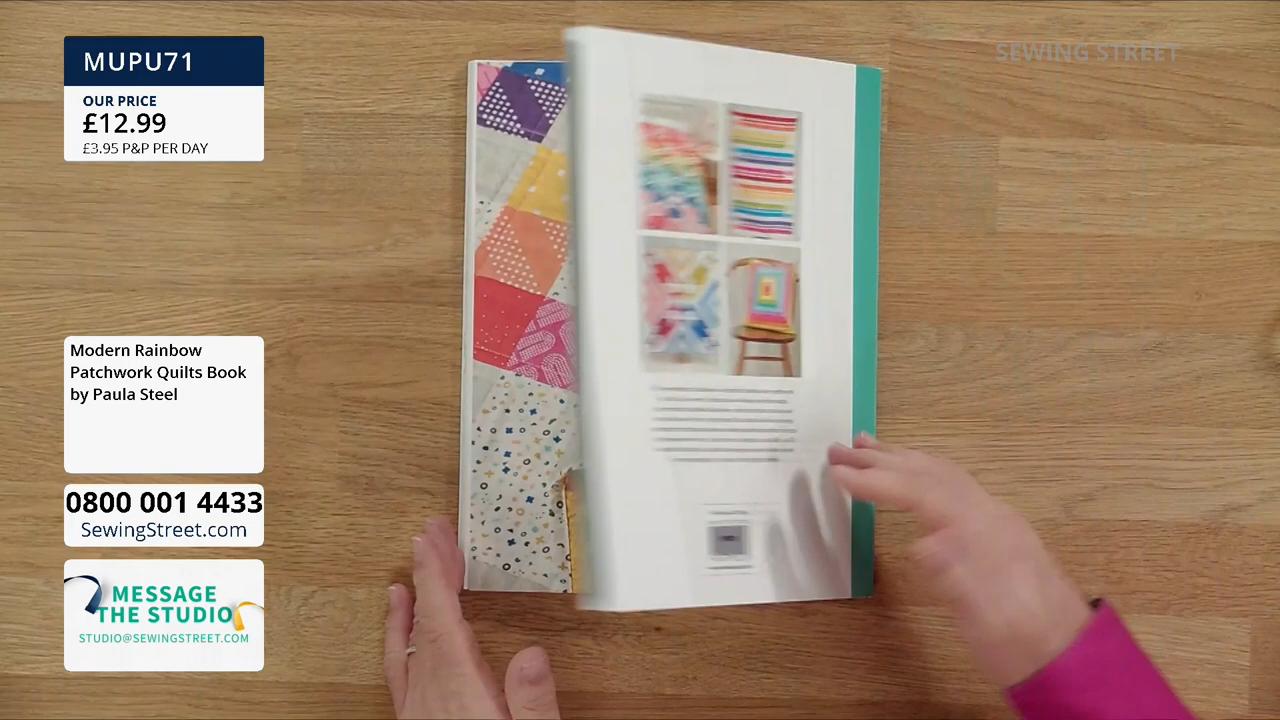 MUPU71
OUR PRICE
£12.99
£3.95 P&P PER DAY
SEWING STREET
Modern Rainbow
Patchwork Quilts Book
by Paula Steel
0800 001 4433
SewingStreet.com
MESSAGE
THE STUDIO
STUDIO@SEWINGSTREET.COM